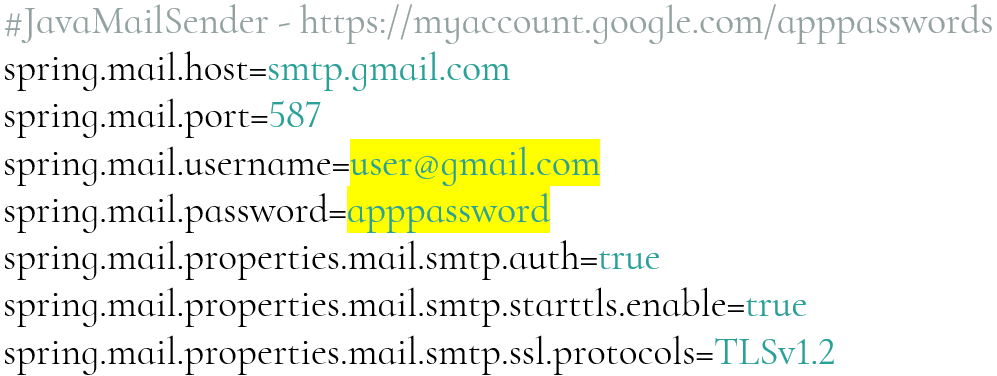 #JavaMailSender - https://myaccount.google.com/apppasswords
spring.mail.host=smtp.gmail.com
spring.mail.port=587
spring.mail.username=user@gmail.com
spring.mail.password=apppassword
spring.mail.properties.mail.smtp.auth=true
spring.mail.properties.mail.smtp.starttls.enable=true
spring.mail.properties.mail.smtp.ssl.protocols=TLSv1.2